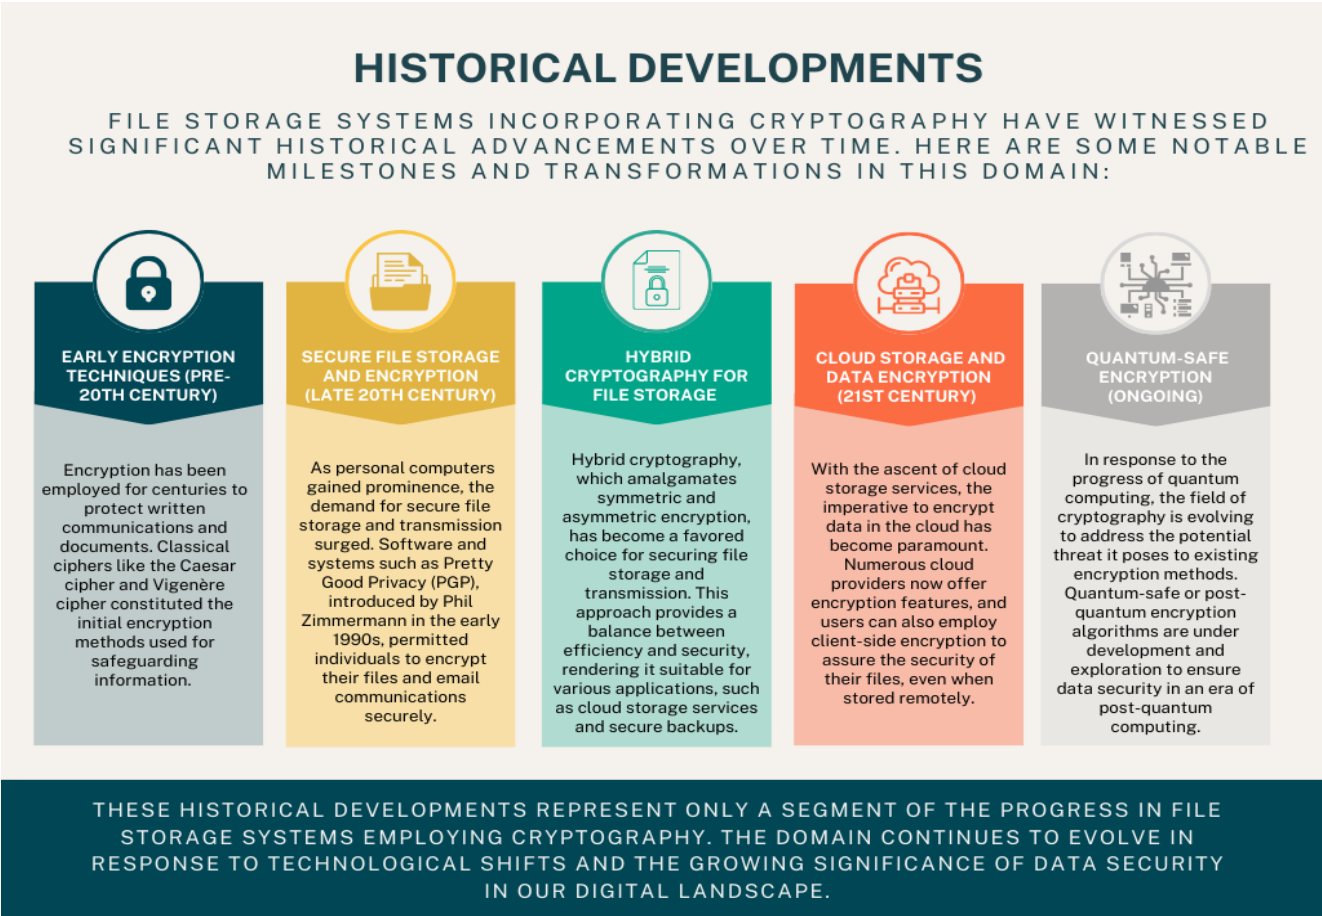 HISTORICAL DEVELOPMENTS
FILE STORAGE SYSTEMS INCORPORATING CRYPTOGRAPHY HAVE WITNESSED
SIGNIFICANT HISTORICAL ADVANCEMENTS OVER TIME. HERE ARE SOME NOTABLE
MILESTONES AND TRANSFORMATIONS IN THIS DOMAIN:
EARLY ENCRYPTION
TECHNIQUES (PRE-
20TH CENTURY)
Encryption has been
employed for centuries to
protect written
communications and
documents. Classical
ciphers like the Caesar
cipher and Vigenère
cipher constituted the
initial encryption
methods used for
safeguarding
information.
SECURE FILE STORAGE
AND ENCRYPTION
(LATE 20TH CENTURY)
As personal computers
gained prominence, the
demand for secure file
storage and transmission
surged. Software and
systems such as Pretty
Good Privacy (PGP),
introduced by Phil
Zimmermann in the early
1990s, permitted
individuals to encrypt
their files and email
communications
securely.
HYBRID
CRYPTOGRAPHY FOR
FILE STORAGE
Hybrid cryptography,
which amalgamates
symmetric and
asymmetric encryption,
has become a favored
choice for securing file
storage and
transmission. This
approach provides a
balance between
efficiency and security,
rendering it suitable for
various applications, such
as cloud storage services
and secure backups.
CLOUD STORAGE AND
DATA ENCRYPTION
(21ST CENTURY)
With the ascent of cloud
storage services, the
imperative to encrypt
data in the cloud has
become paramount.
Numerous cloud
providers now offer
encryption features, and
users can also employ
client-side encryption to
assure the security of
their files, even when
stored remotely.
QUANTUM-SAFE
ENCRYPTION
(ONGOING)
In response to the
progress of quantum
computing, the field of
cryptography is evolving
to address the potential
threat it poses to existing
encryption methods.
Quantum-safe or post-
quantum encryption
algorithms are under
development and
exploration to ensure
data security in an era of
post-quantum
computing.
THESE HISTORICAL DEVELOPMENTS REPRESENT ONLY A SEGMENT OF THE PROGRESS IN FILE
STORAGE SYSTEMS EMPLOYING CRYPTOGRAPHY. THE DOMAIN CONTINUES TO EVOLVE IN
RESPONSE TO TECHNOLOGICAL SHIFTS AND THE GROWING SIGNIFICANCE OF DATA SECURITY
IN OUR DIGITAL LANDSCAPE.